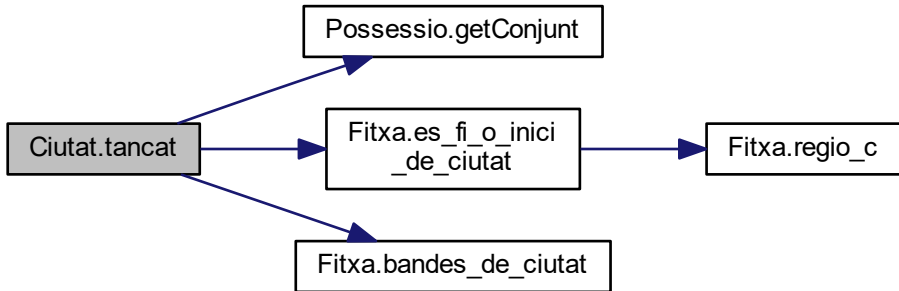 Possessio.getConjunt
Ciutat.tancat
Fitxa.es_fi_o_inici
_de_ciutat
Fitxa.regio_c
Fitxa.bandes_de_ciutat